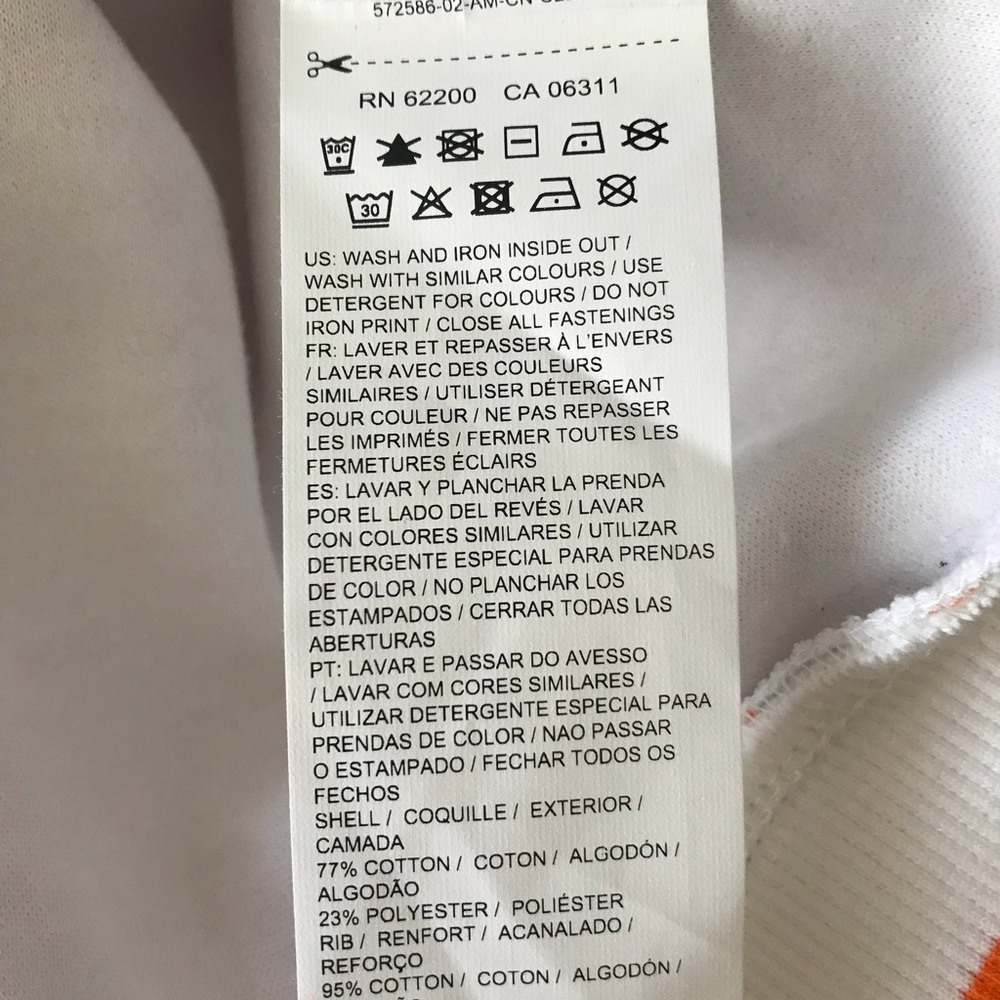 572586-02-AM-CN
RN 62200 CA 06311
30C
30
US: WASH AND IRON INSIDE OUT /
WASH WITH SIMILAR COLOURS / USE
DETERGENT FOR COLOURS / DO NOT
IRON PRINT / CLOSE ALL FASTENINGS
FR: LAVER ET REPASSER À L'ENVERS
/ LAVER AVEC DES COULEURS
SIMILAIRES / UTILISER DÉTERGEANT
POUR COULEUR / NE PAS REPASSER
LES IMPRIMÉS / FERMER TOUTES LES
FERMETURES ÉCLAIRS
ES: LAVAR Y PLANCHAR LA PRENDA
POR EL LADO DEL REVÉS / LAVAR
CON COLORES SIMILARES / UTILIZAR
DETERGENTE ESPECIAL PARA PRENDAS
DE COLOR / NO PLANCHAR LOS
ESTAMPADOS / CERRAR TODAS LAS
ABERTURAS
PT: LAVAR E PASSAR DO AVESSO
/ LAVAR COM CORES SIMILARES /
UTILIZAR DETERGENTE ESPECIAL PARA
PRENDAS DE COLOR / NAO PASSAR
O ESTAMPADO / FECHAR TODOS OS
FECHOS
SHELL / COQUILLE / EXTERIOR /
CAMADA
77% COTTON / COTON / ALGODÓN /
ALGODÃO
23% POLYESTER / POLIÉSTER
RIB / RENFORT / ACANALADO /
REFORÇO
95% COTTON / COTON / ALGODÓN /